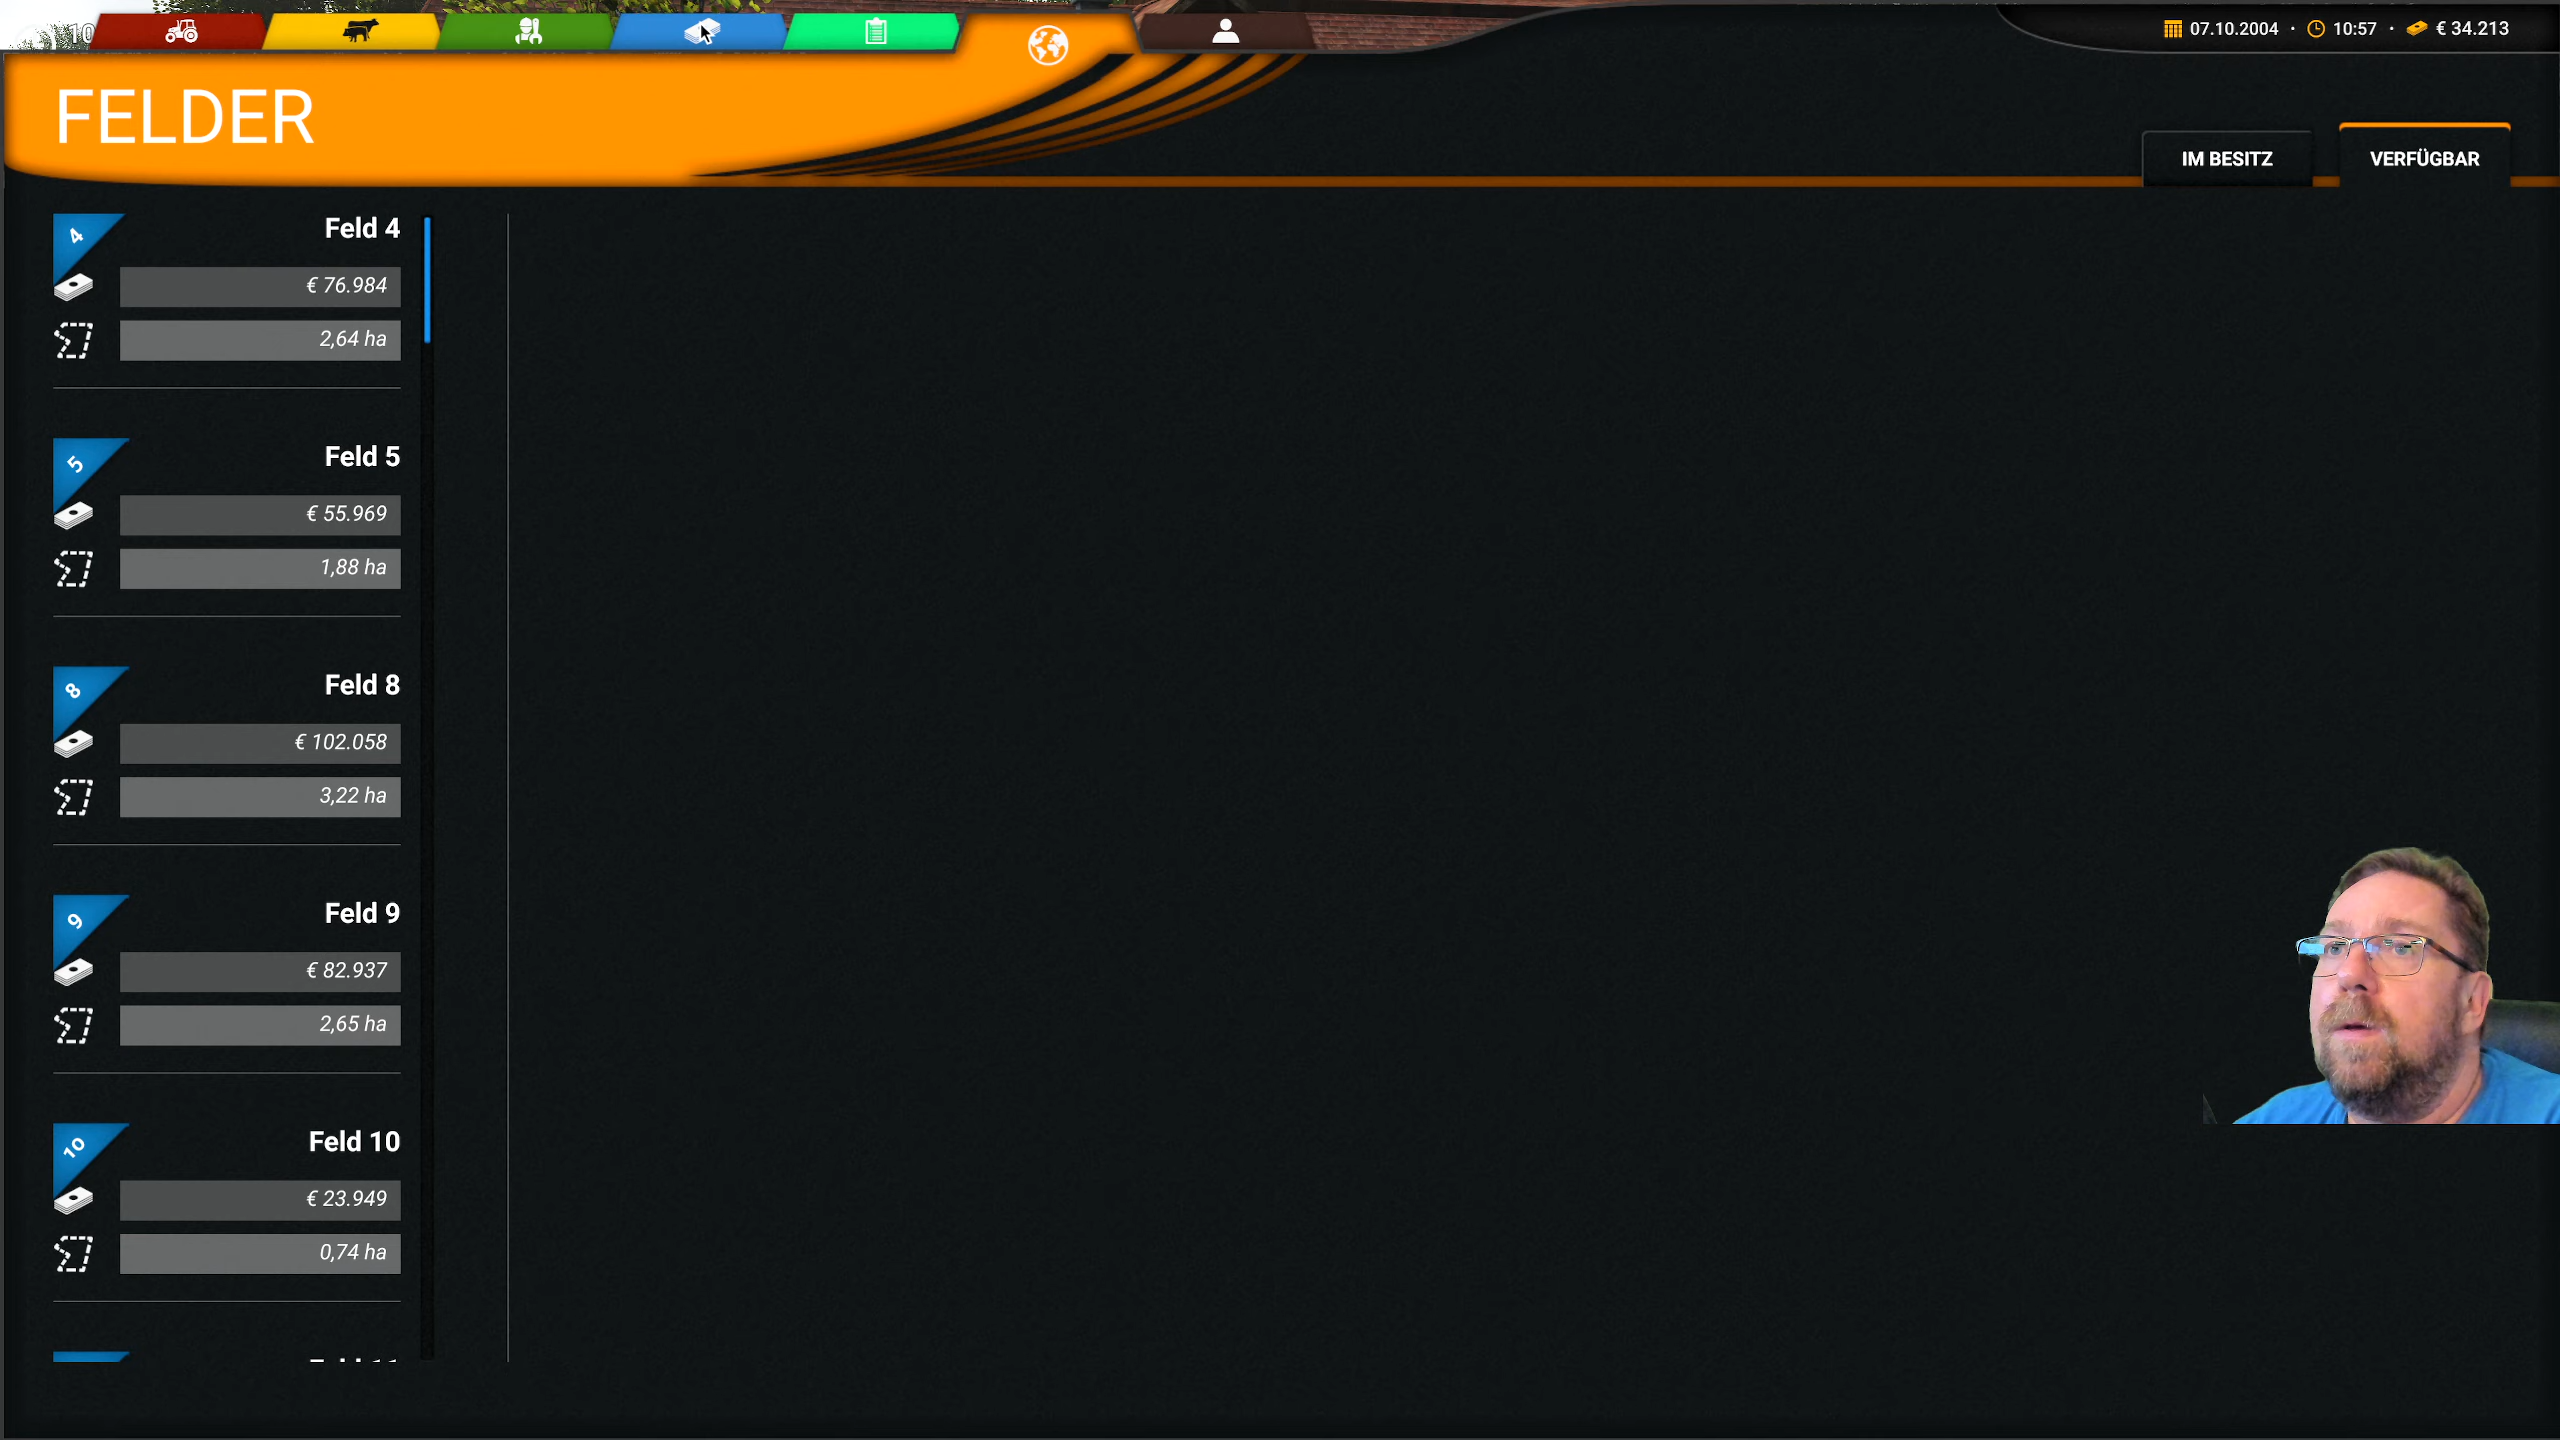 10
07.10.2004 · 10:57 · € 34.213
FELDER
IM BESITZ
VERFÜGBAR
4
Feld 4
€ 76.984
2,64 ha
5
Feld 5
€ 55.969
1,88 ha
8
Feld 8
€ 102.058
3,22 ha
9
Feld 9
€ 82.937
2,65 ha
10
Feld 10
€ 23.949
0,74 ha